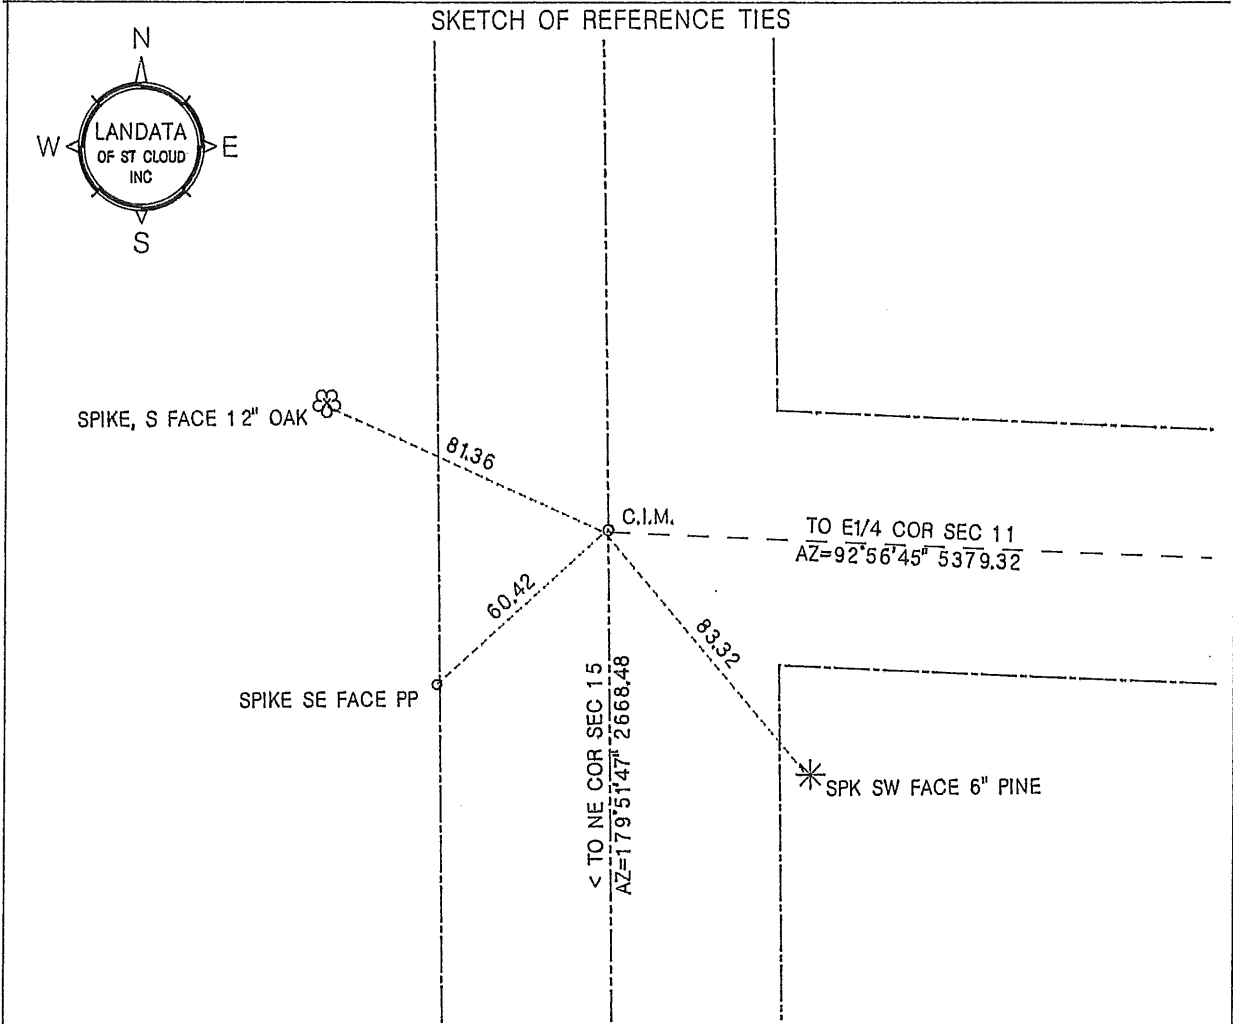 SKETCH OF REFERENCE TIES
N
W
LANDATA
OF ST CLOUD
INC
E
S
SPIKE, S FACE 12" OAK
81.36
C.I.M.
TO E1/4 COR SEC 11
AZ=92°56'45" 5379.32
60.42
83.32
SPIKE SE FACE PP
< TO NE COR SEC 15
AZ=179°51'47" 2668.48
SPK SW FACE 6" PINE